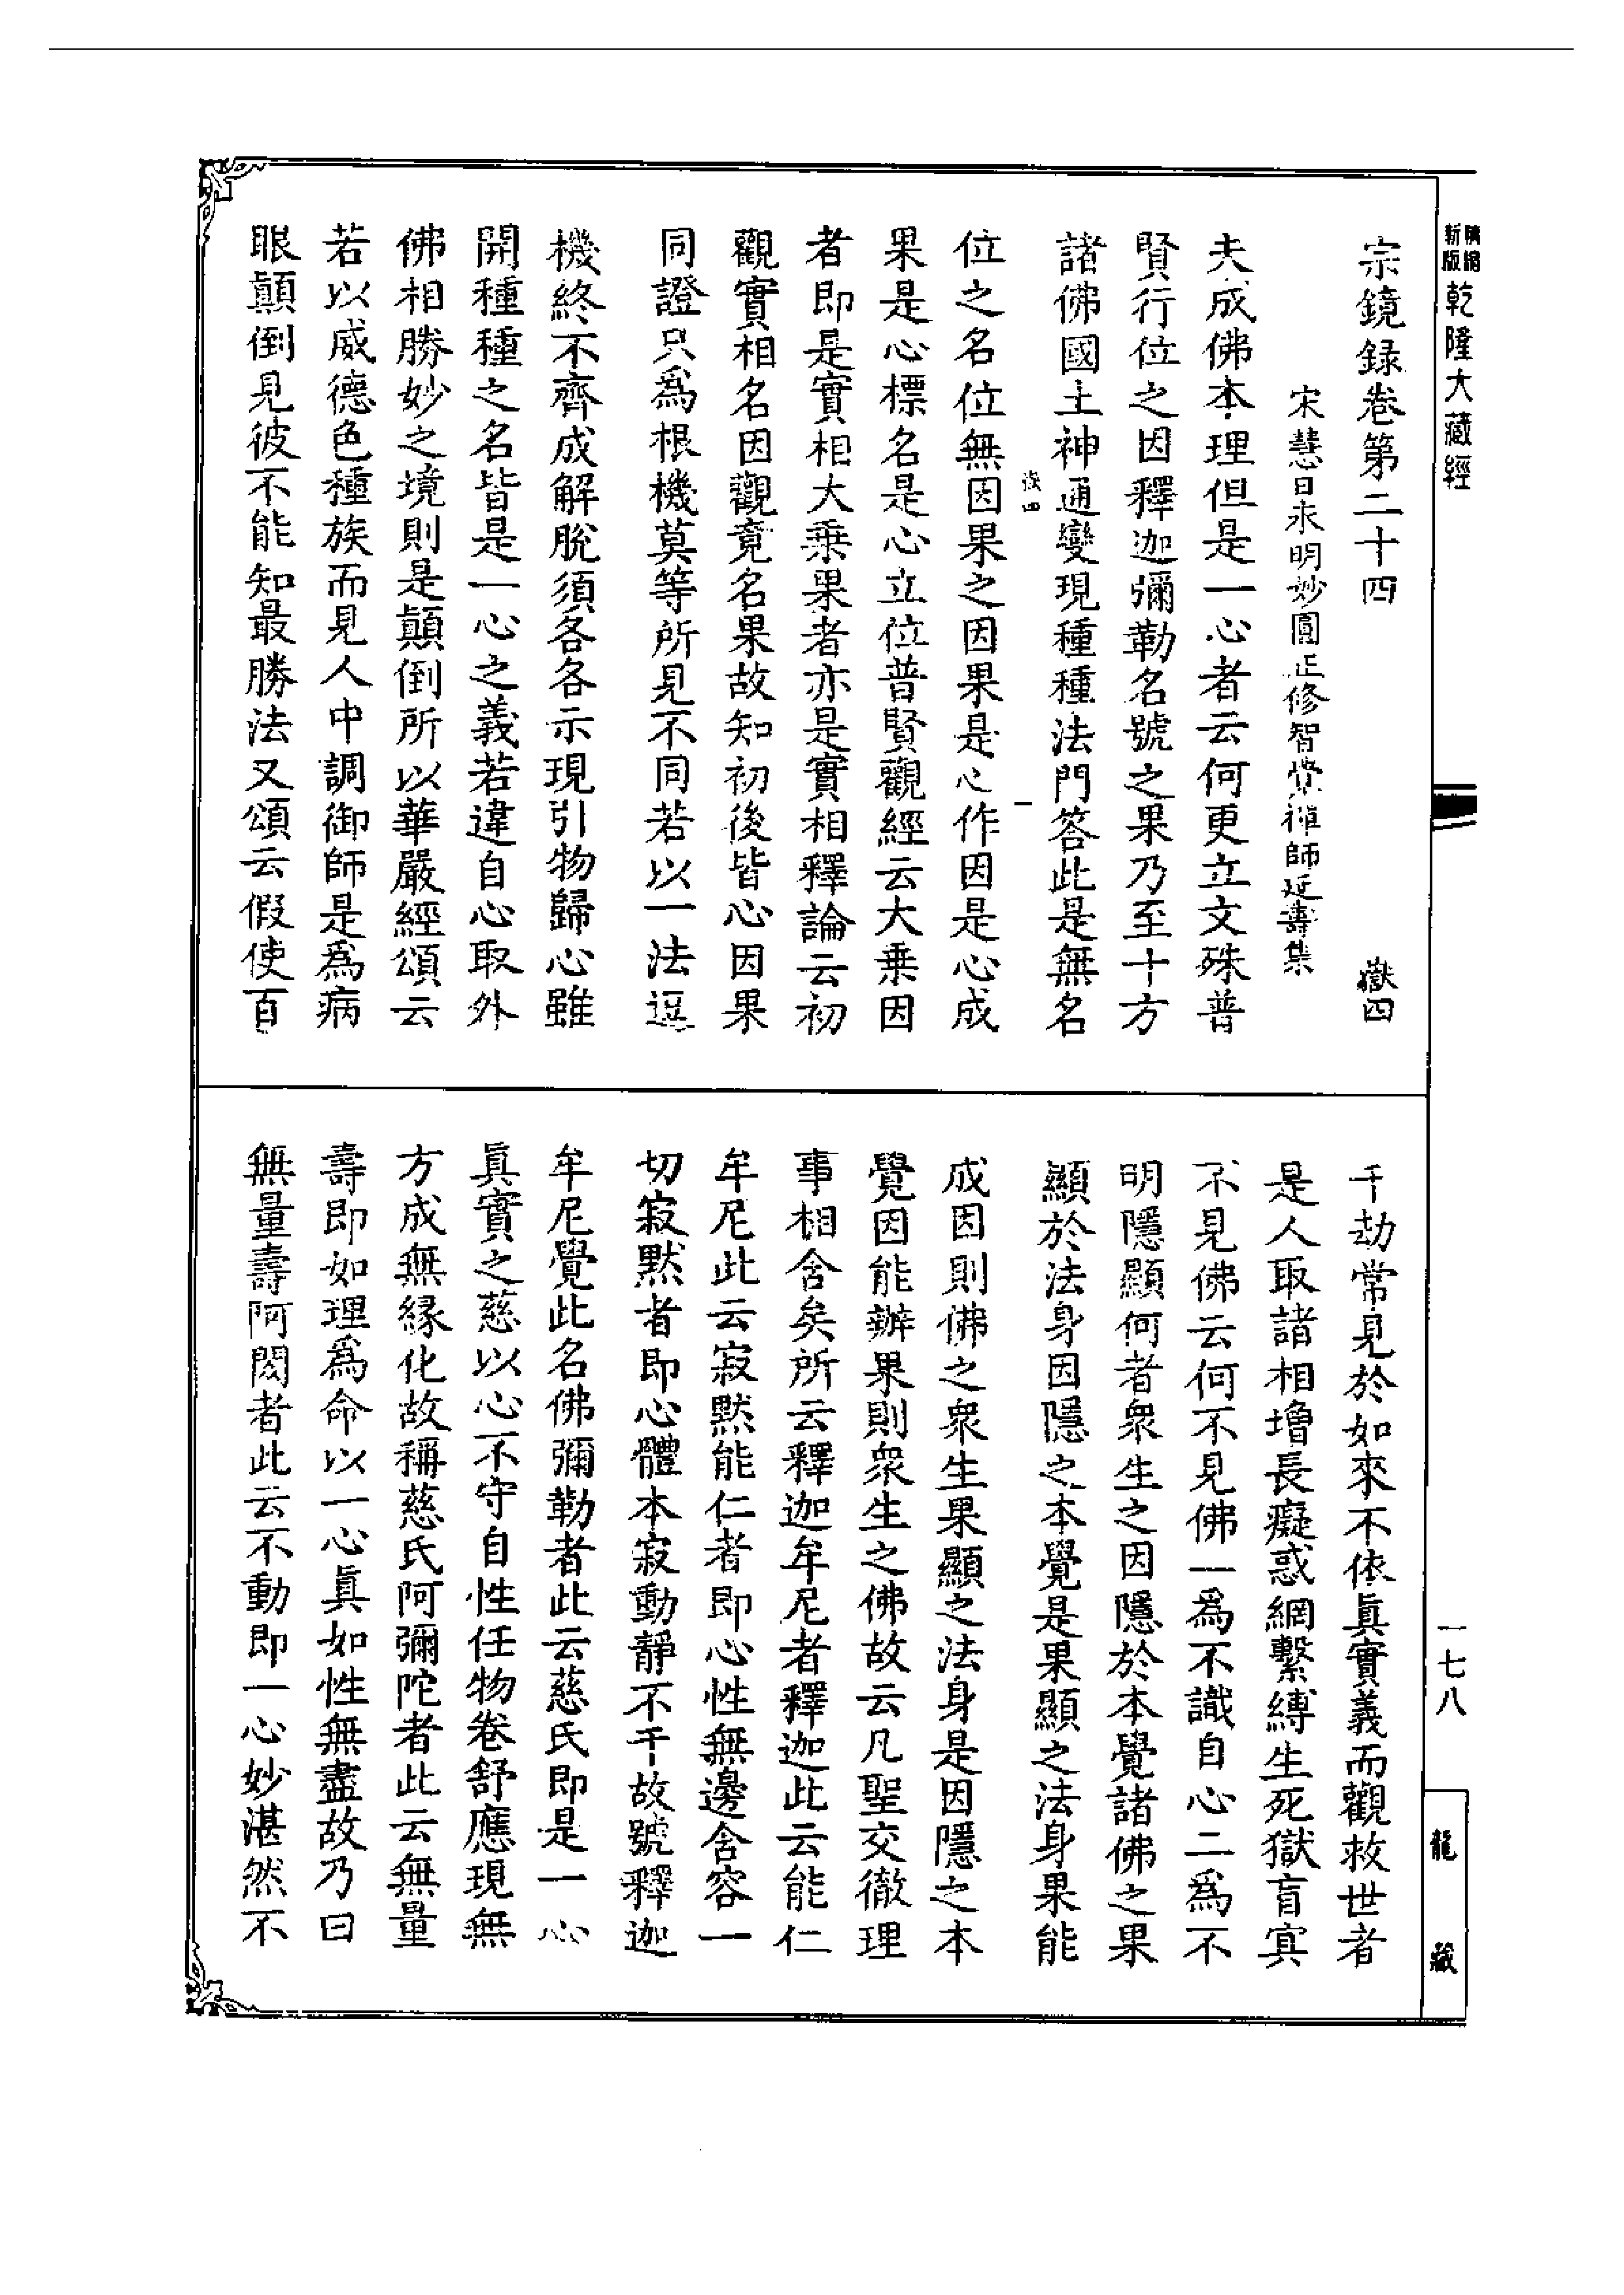 新版精縮乾隆大藏經
宗鏡録卷第二十四 嶽四
宋慧日永明妙圓正修智覺禪師延壽集
夫成佛本理但是一心者云何更立文殊普
賢行位之因釋迦彌勒名號之果乃至十方
諸佛國土神通變現種種法門答此是無名
嶽四 一
位之名位無因果之因果是心作因是心成
果是心標名是心立位普賢觀經云大乗因
者即是實相大乗果者亦是實相釋論云初
觀實相名因觀竟名果故知初後皆心因果
同證只爲根機莫等所見不同若以一法逗
機終不齊成解脫須各各示現引物歸心雖
開種種之名皆是一心之義若違自心取外
佛相勝妙之境則是顛倒所以華嚴經頌云
若以威德色種族而見人中調御師是爲病
眼顛倒見彼不能知最勝法又頌云假使百
千劫常見於如來不依眞實義而觀救世者
是人取諸相增長癡惑網繫縛生死獄盲冥
不見佛云何不見佛一爲不識自心二爲不
明隱顯何者衆生之因隱於本覺諸佛之果
顯於法身因隱之本覺是果顯之法身果能
成因則佛之衆生果顯之法身是因隱之本
覺因能辦果則衆生之佛故云凡聖交徹理
事相含矣所云釋迦牟尼者釋迦此云能仁
牟尼此云寂默能仁者即心性無邊含容一
切寂默者即心體本寂動靜不干故號釋迦
牟尼覺此名佛彌勒者此云慈氏即是一心
眞實之慈以心不守自性任物卷舒應現無
方成無緣化故稱慈氏阿彌陀者此云無量
壽即如理爲命以一心眞如性無盡故乃曰
無量壽阿閦者此云不動即一心妙湛然不
一七八
龍藏